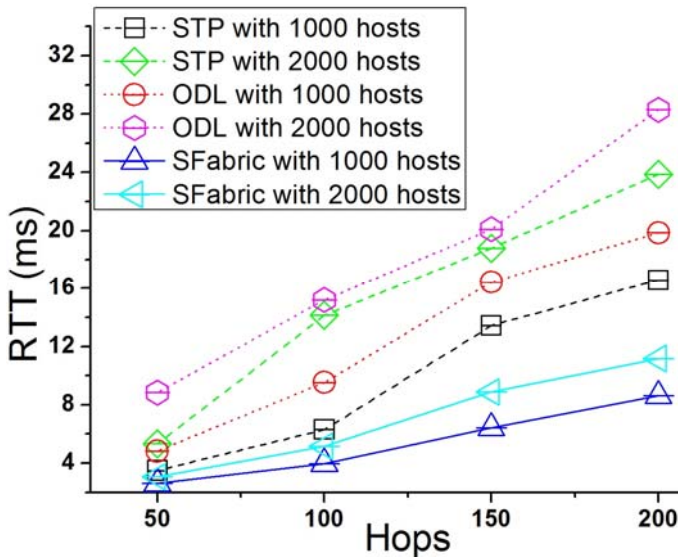 STP with 1000 hosts
STP with 2000 hosts
ODL with 1000 hosts
ODL with 2000 hosts
SFabric with 1000 hosts
SFabric with 2000 hosts
RTT (ms)
32
28
24
20
16
12
8
4
50 100 150 200
Hops